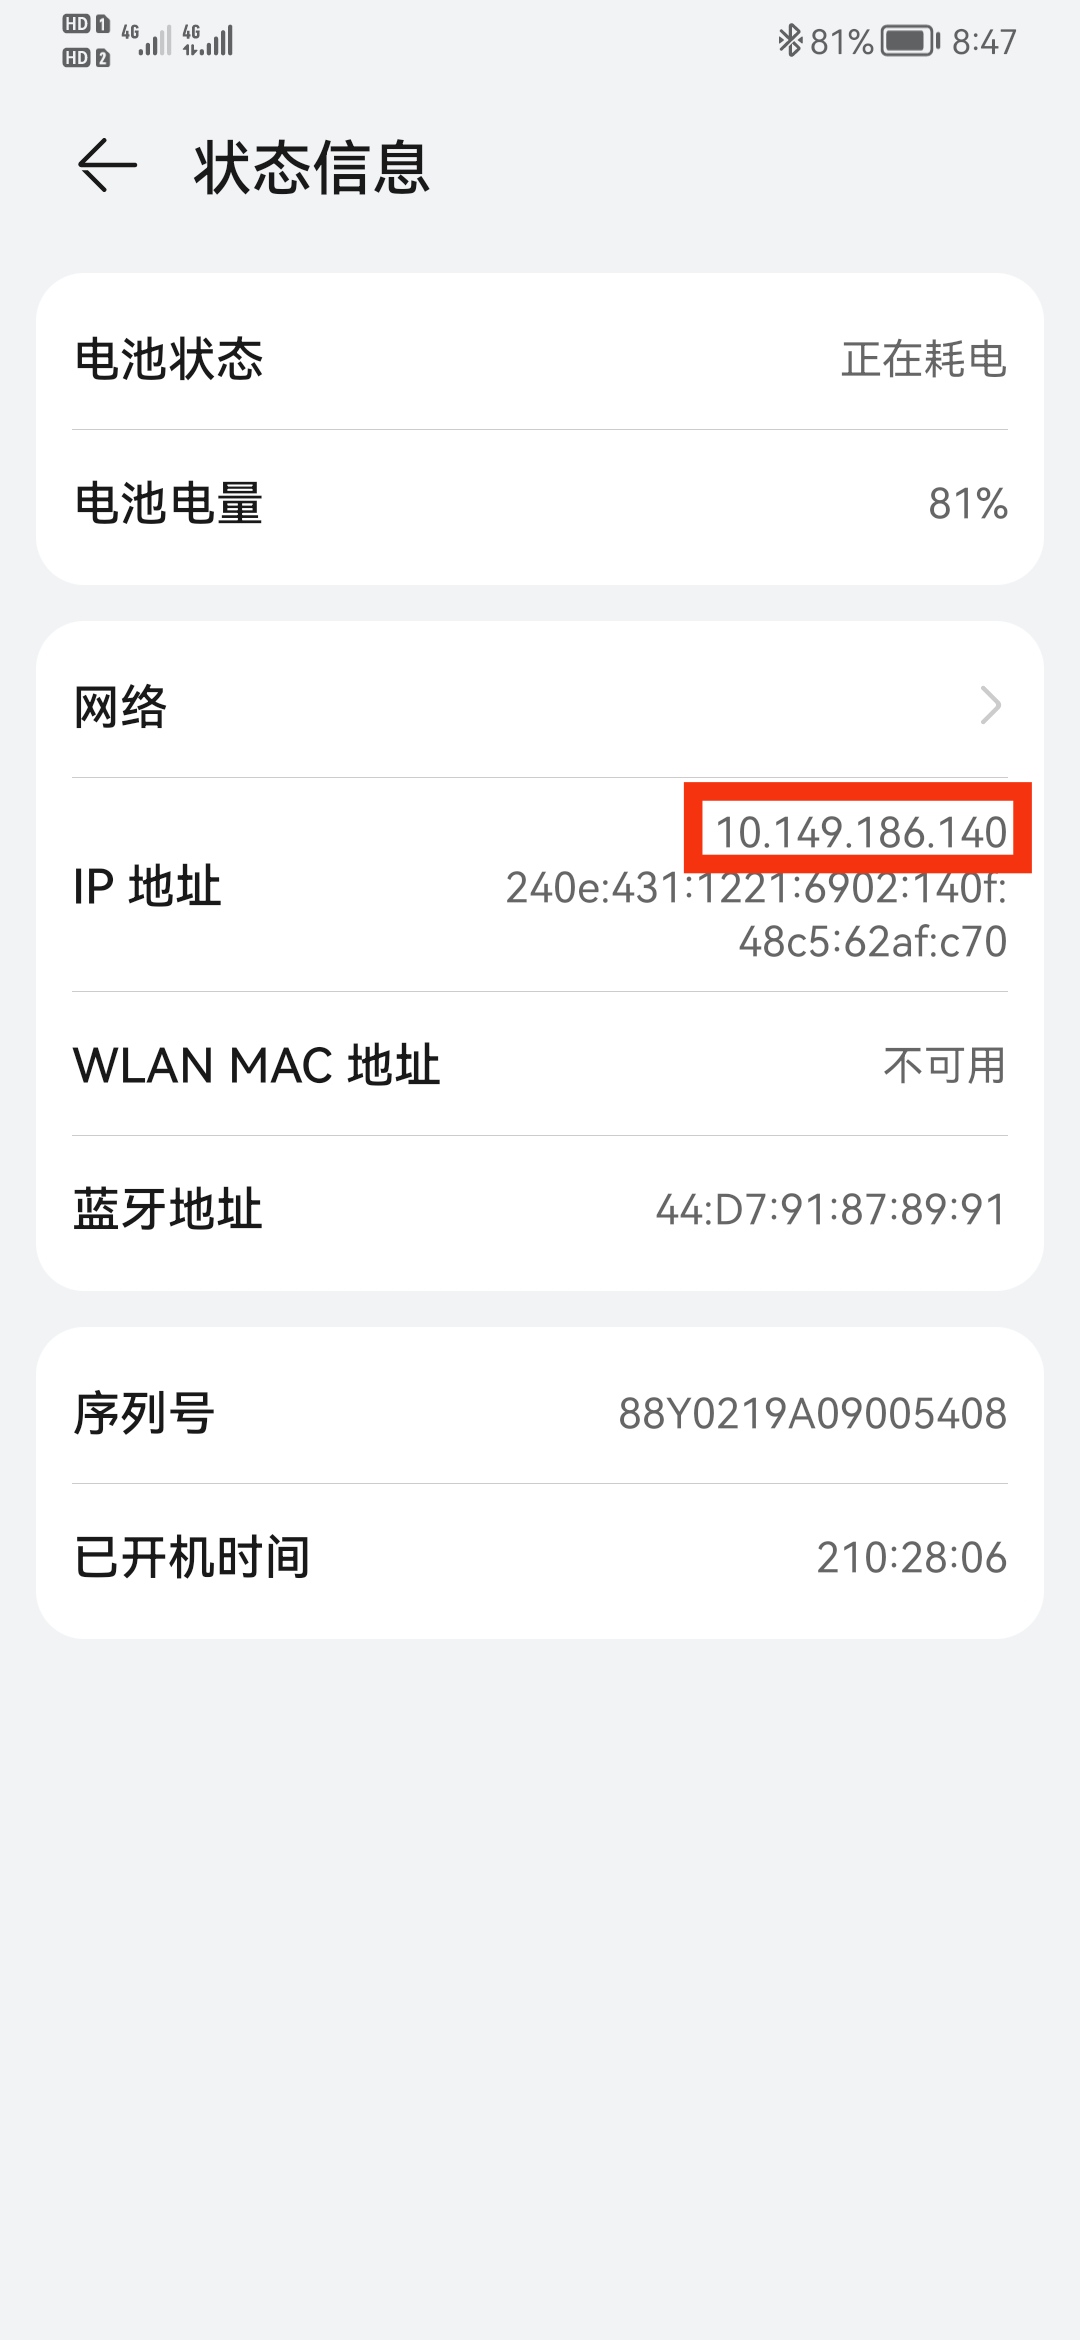 HD 1 4G 4G 81% 8:47
HD 2
状态信息
电池状态 正在耗电
电池电量 81%
网络
10.149.186.140
IP 地址 240e:431:1221:6902:140f:
48c5:62af:c70
WLAN MAC 地址 不可用
蓝牙地址 44:D7:91:87:89:91
序列号 88Y0219A09005408
已开机时间 210:28:06